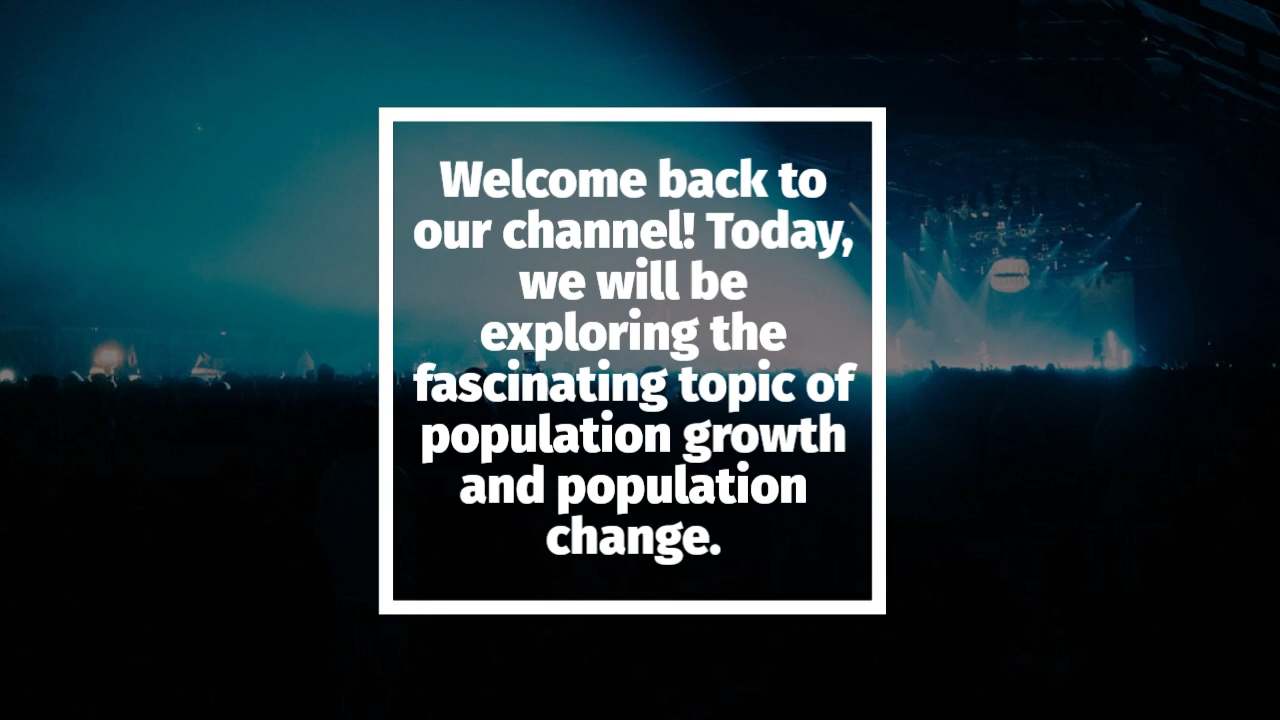 Welcome back to
our channel! Today,
we will be
exploring the
fascinating topic of
population growth
and population
change.